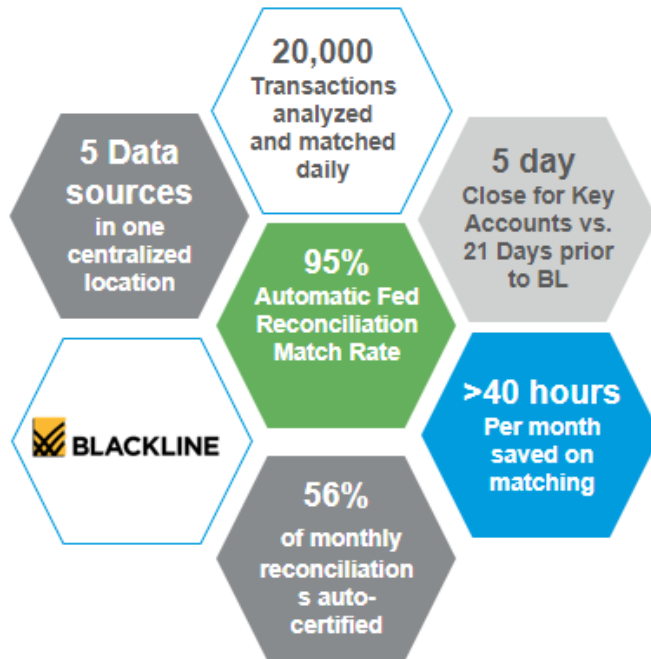 20,000
Transactions
analyzed
and matched
daily
5 Data
sources
in one
centralized
location
5 day
Close for Key
Accounts vs.
21 Days prior
to BL
95%
Automatic Fed
Reconciliation
Match Rate
BLACKLINE
>40 hours
Per month
saved on
matching
56%
of monthly
reconciliation
s auto-
certified